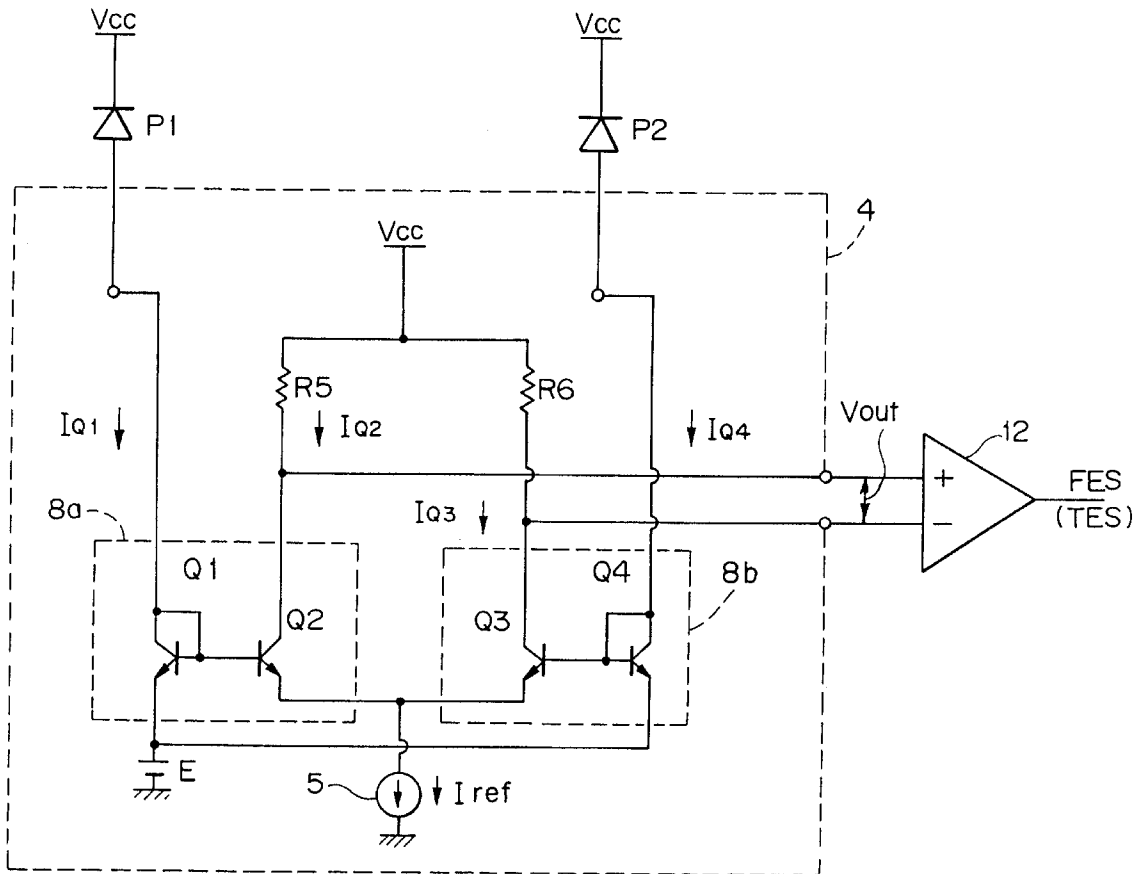 Vcc
Vcc
P1
P2
4
Vcc
R5
R6
IQ1
IQ2
IQ4
Vout
12
+
−
FES
(TES)
IQ3
8a
8b
Q1
Q4
Q2
Q3
E
5
I ref